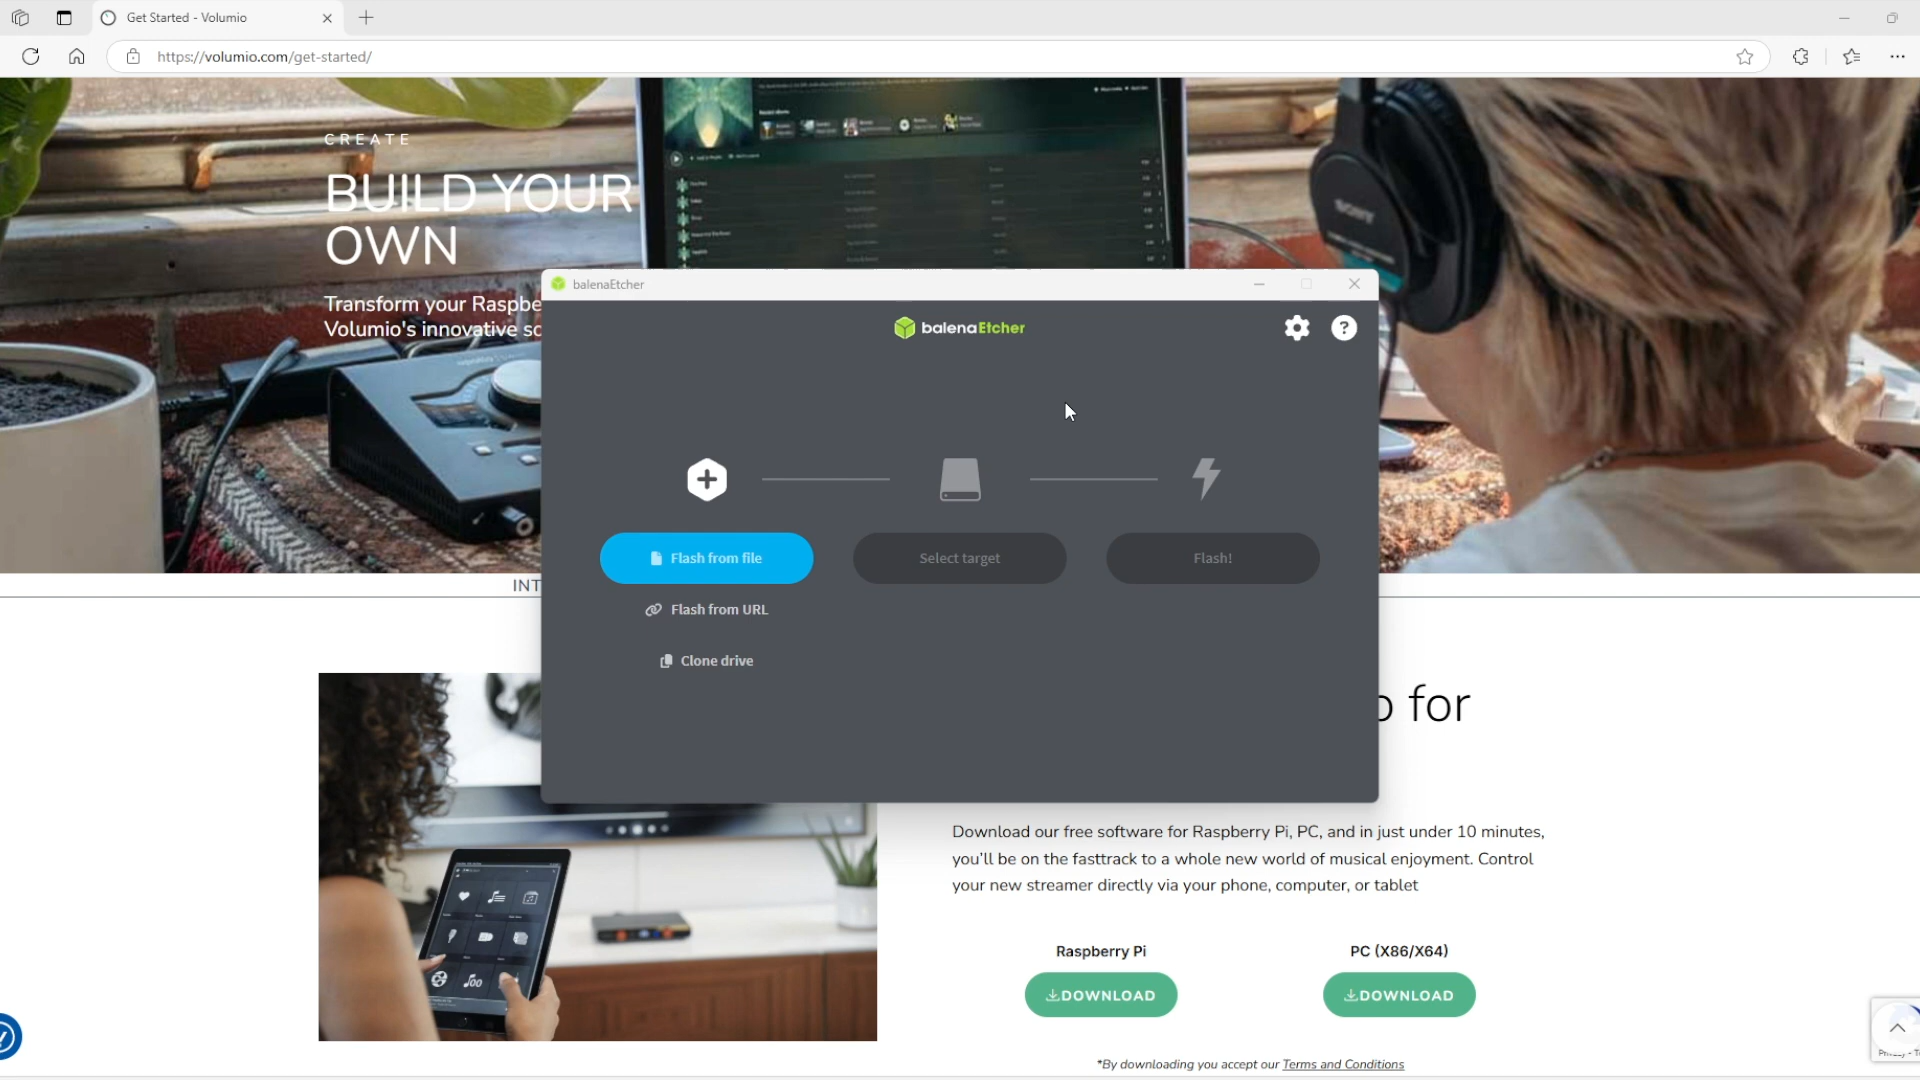 Get Started - Volumio
https://volumio.com/get-started/
CREATE
BUILD YOUR
OWN
Transform your Raspbe
Volumio's innovative sc
SONY
balenaEtcher
balenaEtcher
?
Flash from file
Select target
Flash!
Flash from URL
Clone drive
INT
for
Download our free software for Raspberry Pi, PC, and in just under 10 minutes,
you'll be on the fasttrack to a whole new world of musical enjoyment. Control
your new streamer directly via your phone, computer, or tablet
Raspberry Pi
PC (X86/X64)
DOWNLOAD
DOWNLOAD
*By downloading you accept our Terms and Conditions